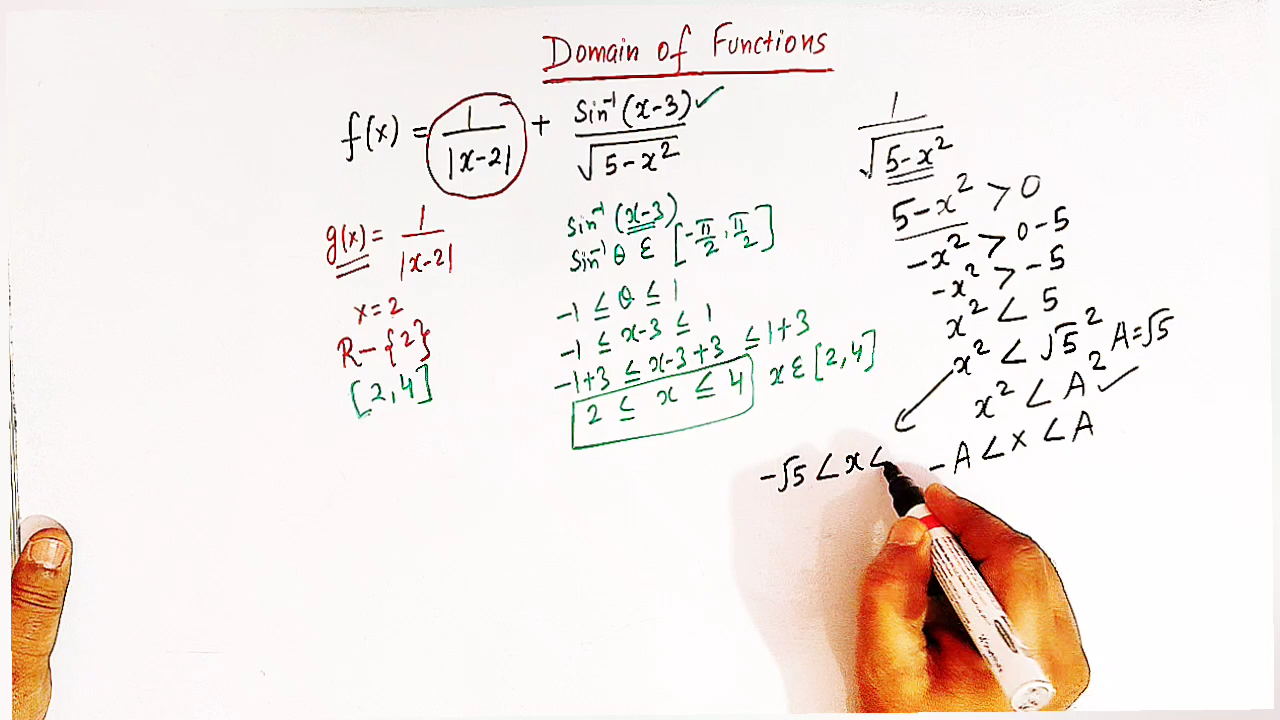 Domain of Functions
f(x) = 1/|x-2| + Sin⁻¹(x-3)/√(5-x²) ✓
g(x) = 1/|x-2|
x = 2
R - {2}
[2,4]
Sin⁻¹(x-3)
Sin⁻¹θ ε [-π/2, π/2]
-1 ≤ θ ≤ 1
-1 ≤ x-3 ≤ 1
-1+3 ≤ x-3+3 ≤ 1+3
2 ≤ x ≤ 4
x ε [2,4]
1/√(5-x²)
5-x² > 0
-x² > 0-5
-x² > -5
x² < 5
x² < √5²
A=√5
x² < A² ✓
-A < x < A
-√5 < x <